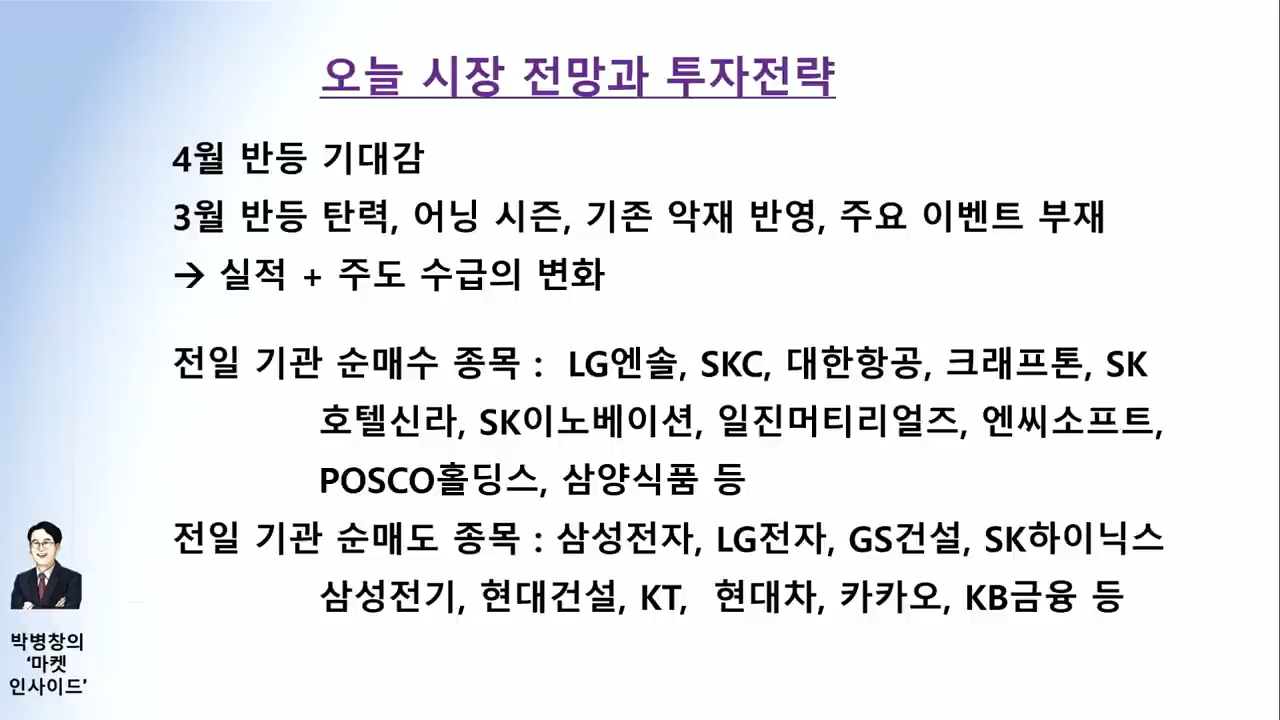 오늘 시장 전망과 투자전략
4월 반등 기대감
3월 반등 탄력, 어닝 시즌, 기존 악재 반영, 주요 이벤트 부재
→ 실적 + 주도 수급의 변화
전일 기관 순매수 종목 : LG엔솔, SKC, 대한항공, 크래프톤, SK
호텔신라, SK이노베이션, 일진머티리얼즈, 엔씨소프트,
POSCO홀딩스, 삼양식품 등
전일 기관 순매도 종목 : 삼성전자, LG전자, GS건설, SK하이닉스
삼성전기, 현대건설, KT, 현대차, 카카오, KB금융 등
박병창의
‘마켓
인사이드’